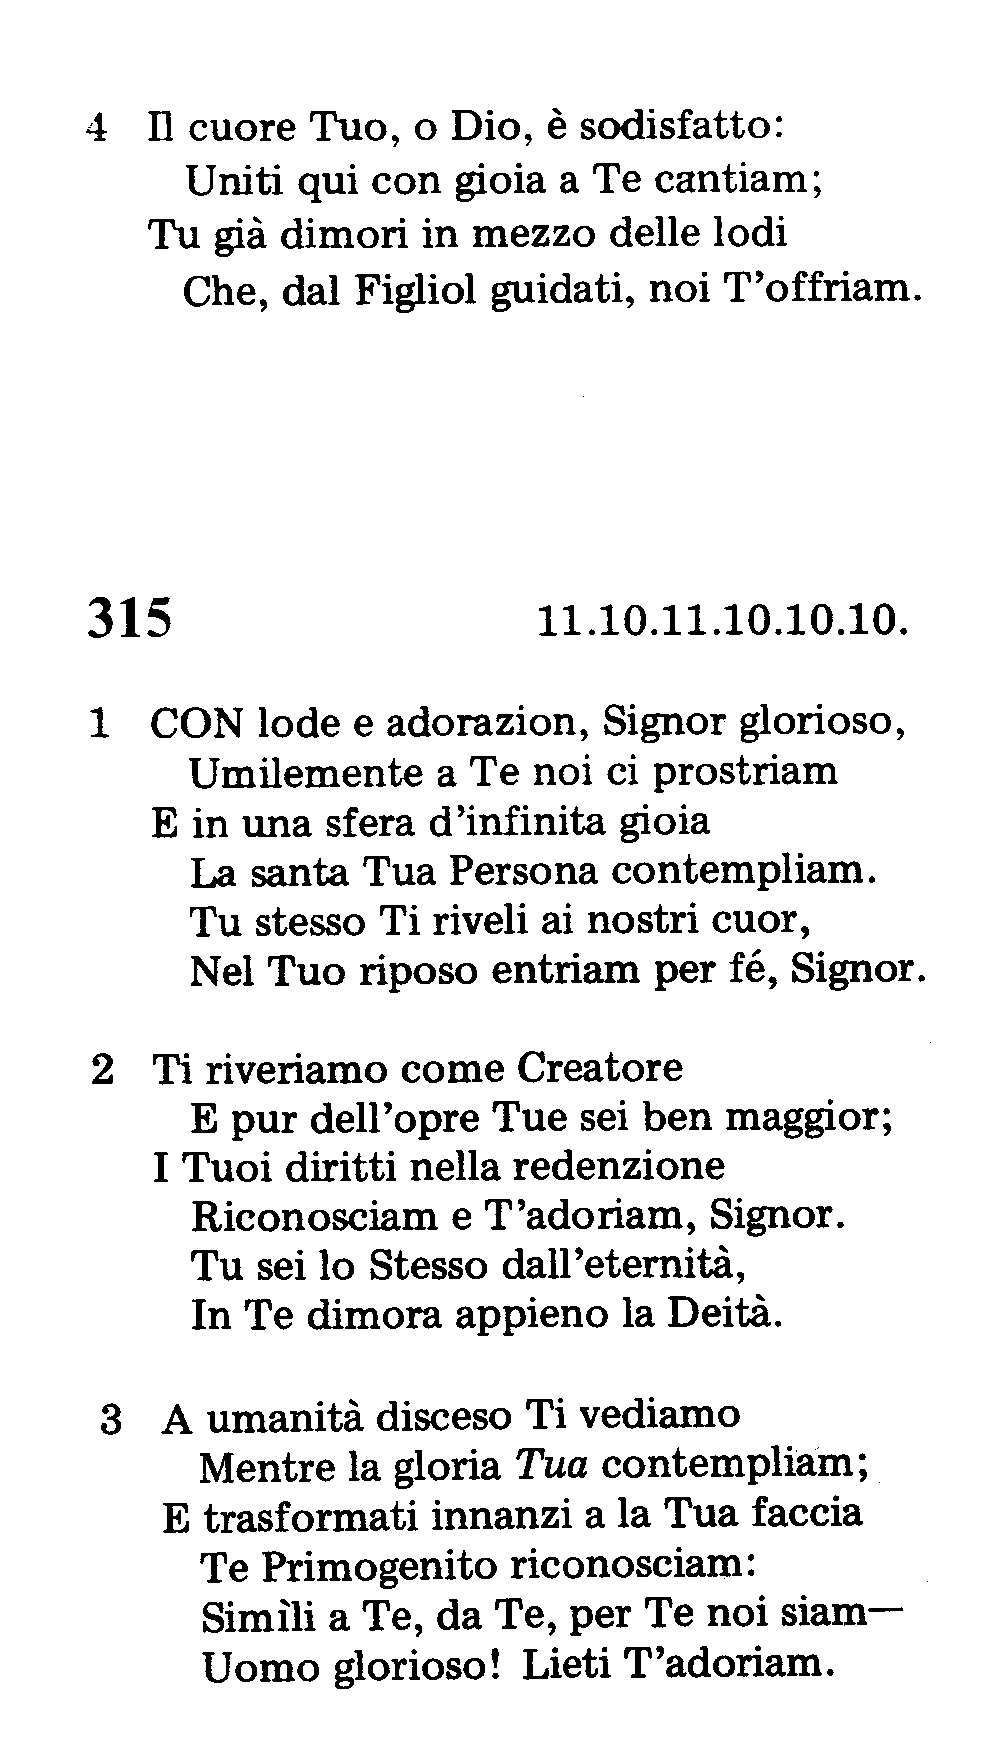 4 Il cuore Tuo, o Dio, è sodisfatto:
Uniti qui con gioia a Te cantiam;
Tu già dimori in mezzo delle lodi
Che, dal Figliol guidati, noi T’offriam.
315 11.10.11.10.10.10.
1 CON lode e adorazion, Signor glorioso,
Umilemente a Te noi ci prostriam
E in una sfera d’infinita gioia
La santa Tua Persona contempliam.
Tu stesso Ti riveli ai nostri cuor,
Nel Tuo riposo entriam per fé, Signor.
2 Ti riveriamo come Creatore
E pur dell’opre Tue sei ben maggior;
I Tuoi diritti nella redenzione
Riconosciam e T’adoriam, Signor.
Tu sei lo Stesso dall’eternità,
In Te dimora appieno la Deità.
3 A umanità disceso Ti vediamo
Mentre la gloria Tua contempliam;
E trasformati innanzi a la Tua faccia
Te Primogenito riconosciam:
Simìli a Te, da Te, per Te noi siam—
Uomo glorioso! Lieti T’adoriam.